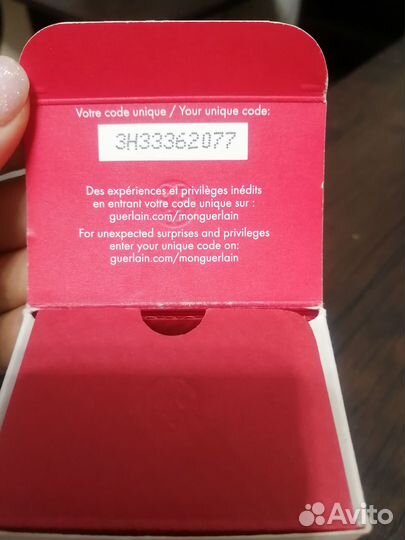 Votre code unique / Your unique code:
3H33362077
Des expériences et privilèges inédits
en entrant votre code unique sur :
guerlain.com/monguerlain
For unexpected surprises and privileges
enter your unique code on:
guerlain.com/monguerlain
Avito